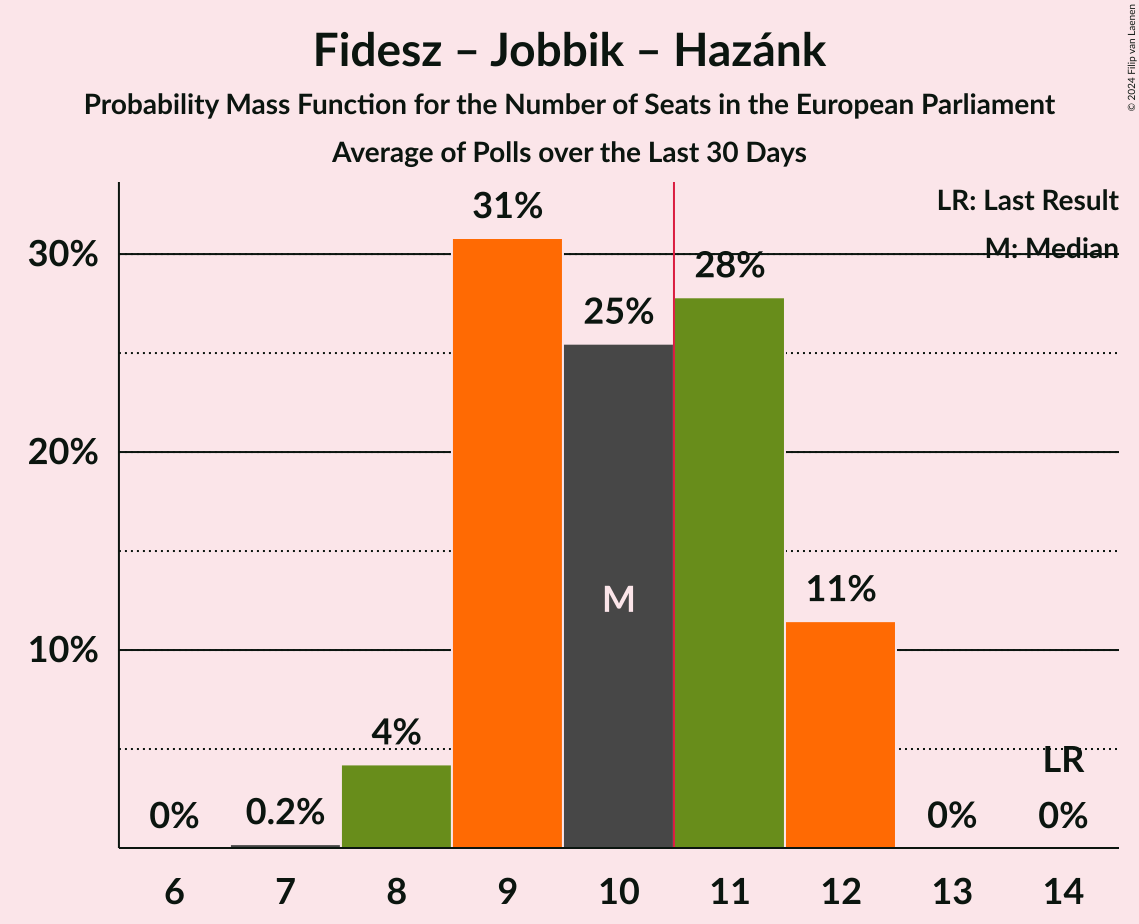 Fidesz – Jobbik – Hazánk
Probability Mass Function for the Number of Seats in the European Parliament
Average of Polls over the Last 30 Days
© 2024 Filip van Laenen
LR: Last Result
M: Median
30%
20%
10%
0%
0.2%
4%
31%
25%
28%
11%
0%
LR
0%
M
6 7 8 9 10 11 12 13 14